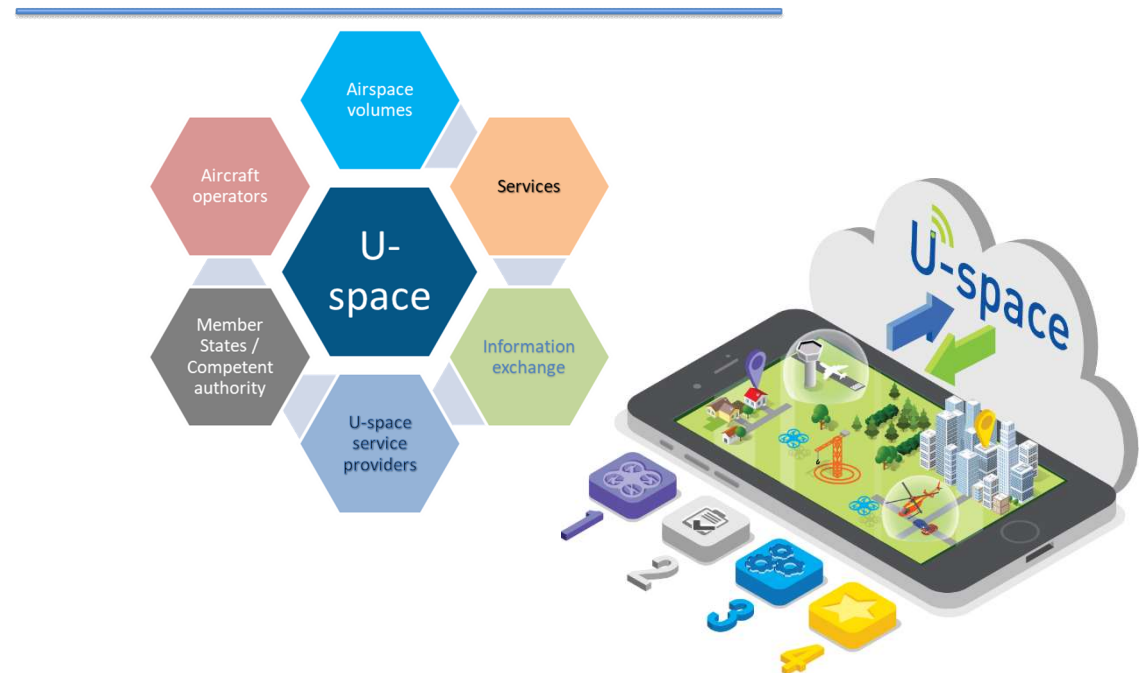 Airspace
volumes
Aircraft
operators
Services
U-
space
Member
States /
Competent
authority
Information
exchange
U-space
service
providers
U-space
1
2
3
4